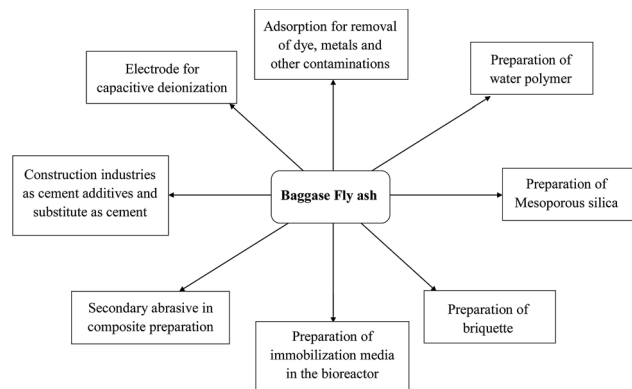 Adsorption for removal
of dye, metals and
other contaminations
Electrode for
capacitive deionization
Preparation of
water polymer
Construction industries
as cement additives and
substitute as cement
Baggase Fly ash
Preparation of
Mesoporous silica
Secondary abrasive in
composite preparation
Preparation of
immobilization media
in the bioreactor
Preparation of
briquette